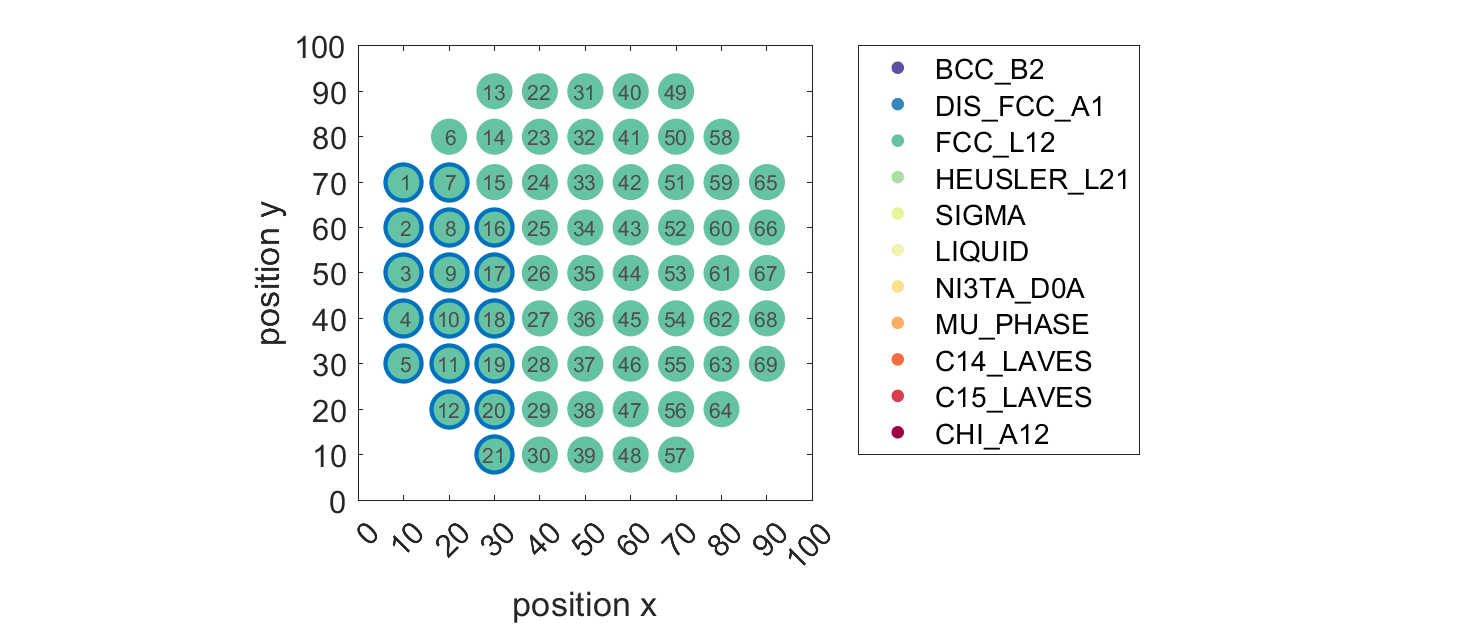 100
90
80
70
60
50
40
30
20
10
0
position y
13 22 31 40 49
6 14 23 32 41 50 58
1 7 15 24 33 42 51 59 65
2 8 16 25 34 43 52 60 66
3 9 17 26 35 44 53 61 67
4 10 18 27 36 45 54 62 68
5 11 19 28 37 46 55 63 69
12 20 29 38 47 56 64
21 30 39 48 57
0 10 20 30 40 50 60 70 80 90 100
position x
BCC_B2
DIS_FCC_A1
FCC_L12
HEUSLER_L21
SIGMA
LIQUID
NI3TA_D0A
MU_PHASE
C14_LAVES
C15_LAVES
CHI_A12